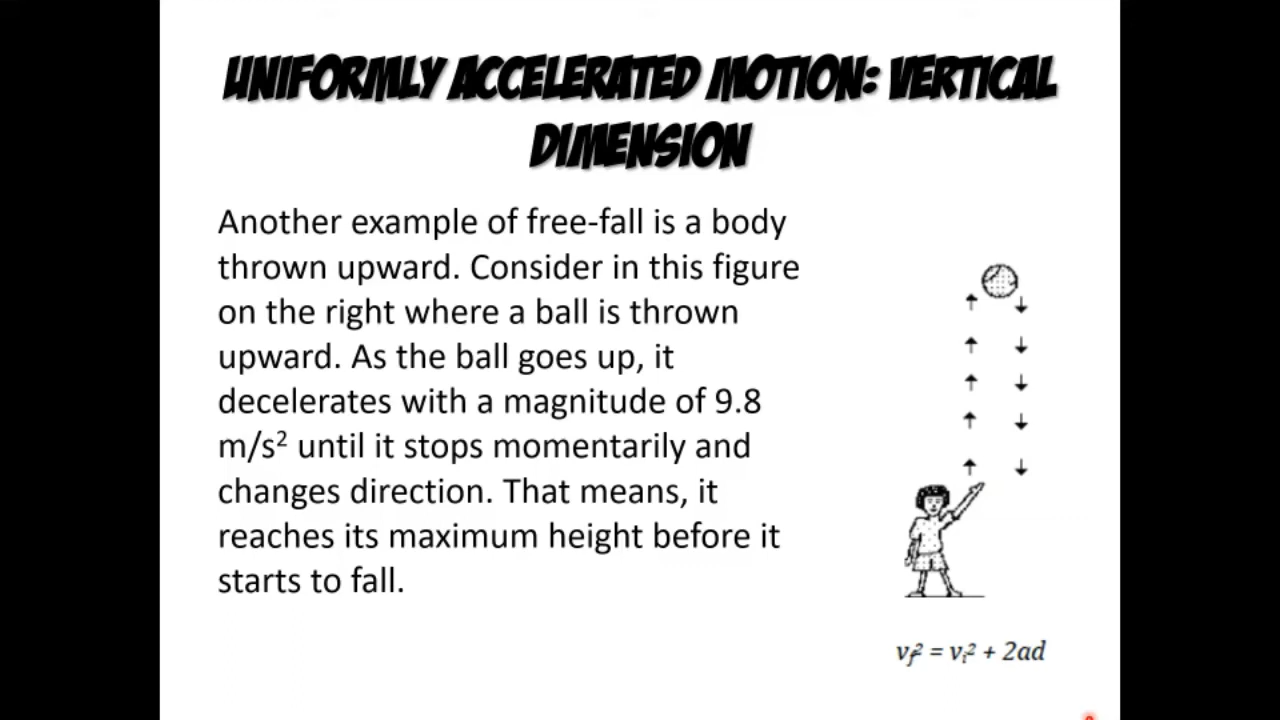 UNIFORMLY ACCELERATED MOTION: VERTICAL
DIMENSION
Another example of free-fall is a body
thrown upward. Consider in this figure
on the right where a ball is thrown
upward. As the ball goes up, it
decelerates with a magnitude of 9.8
m/s² until it stops momentarily and
changes direction. That means, it
reaches its maximum height before it
starts to fall.
v_f² = v_i² + 2ad